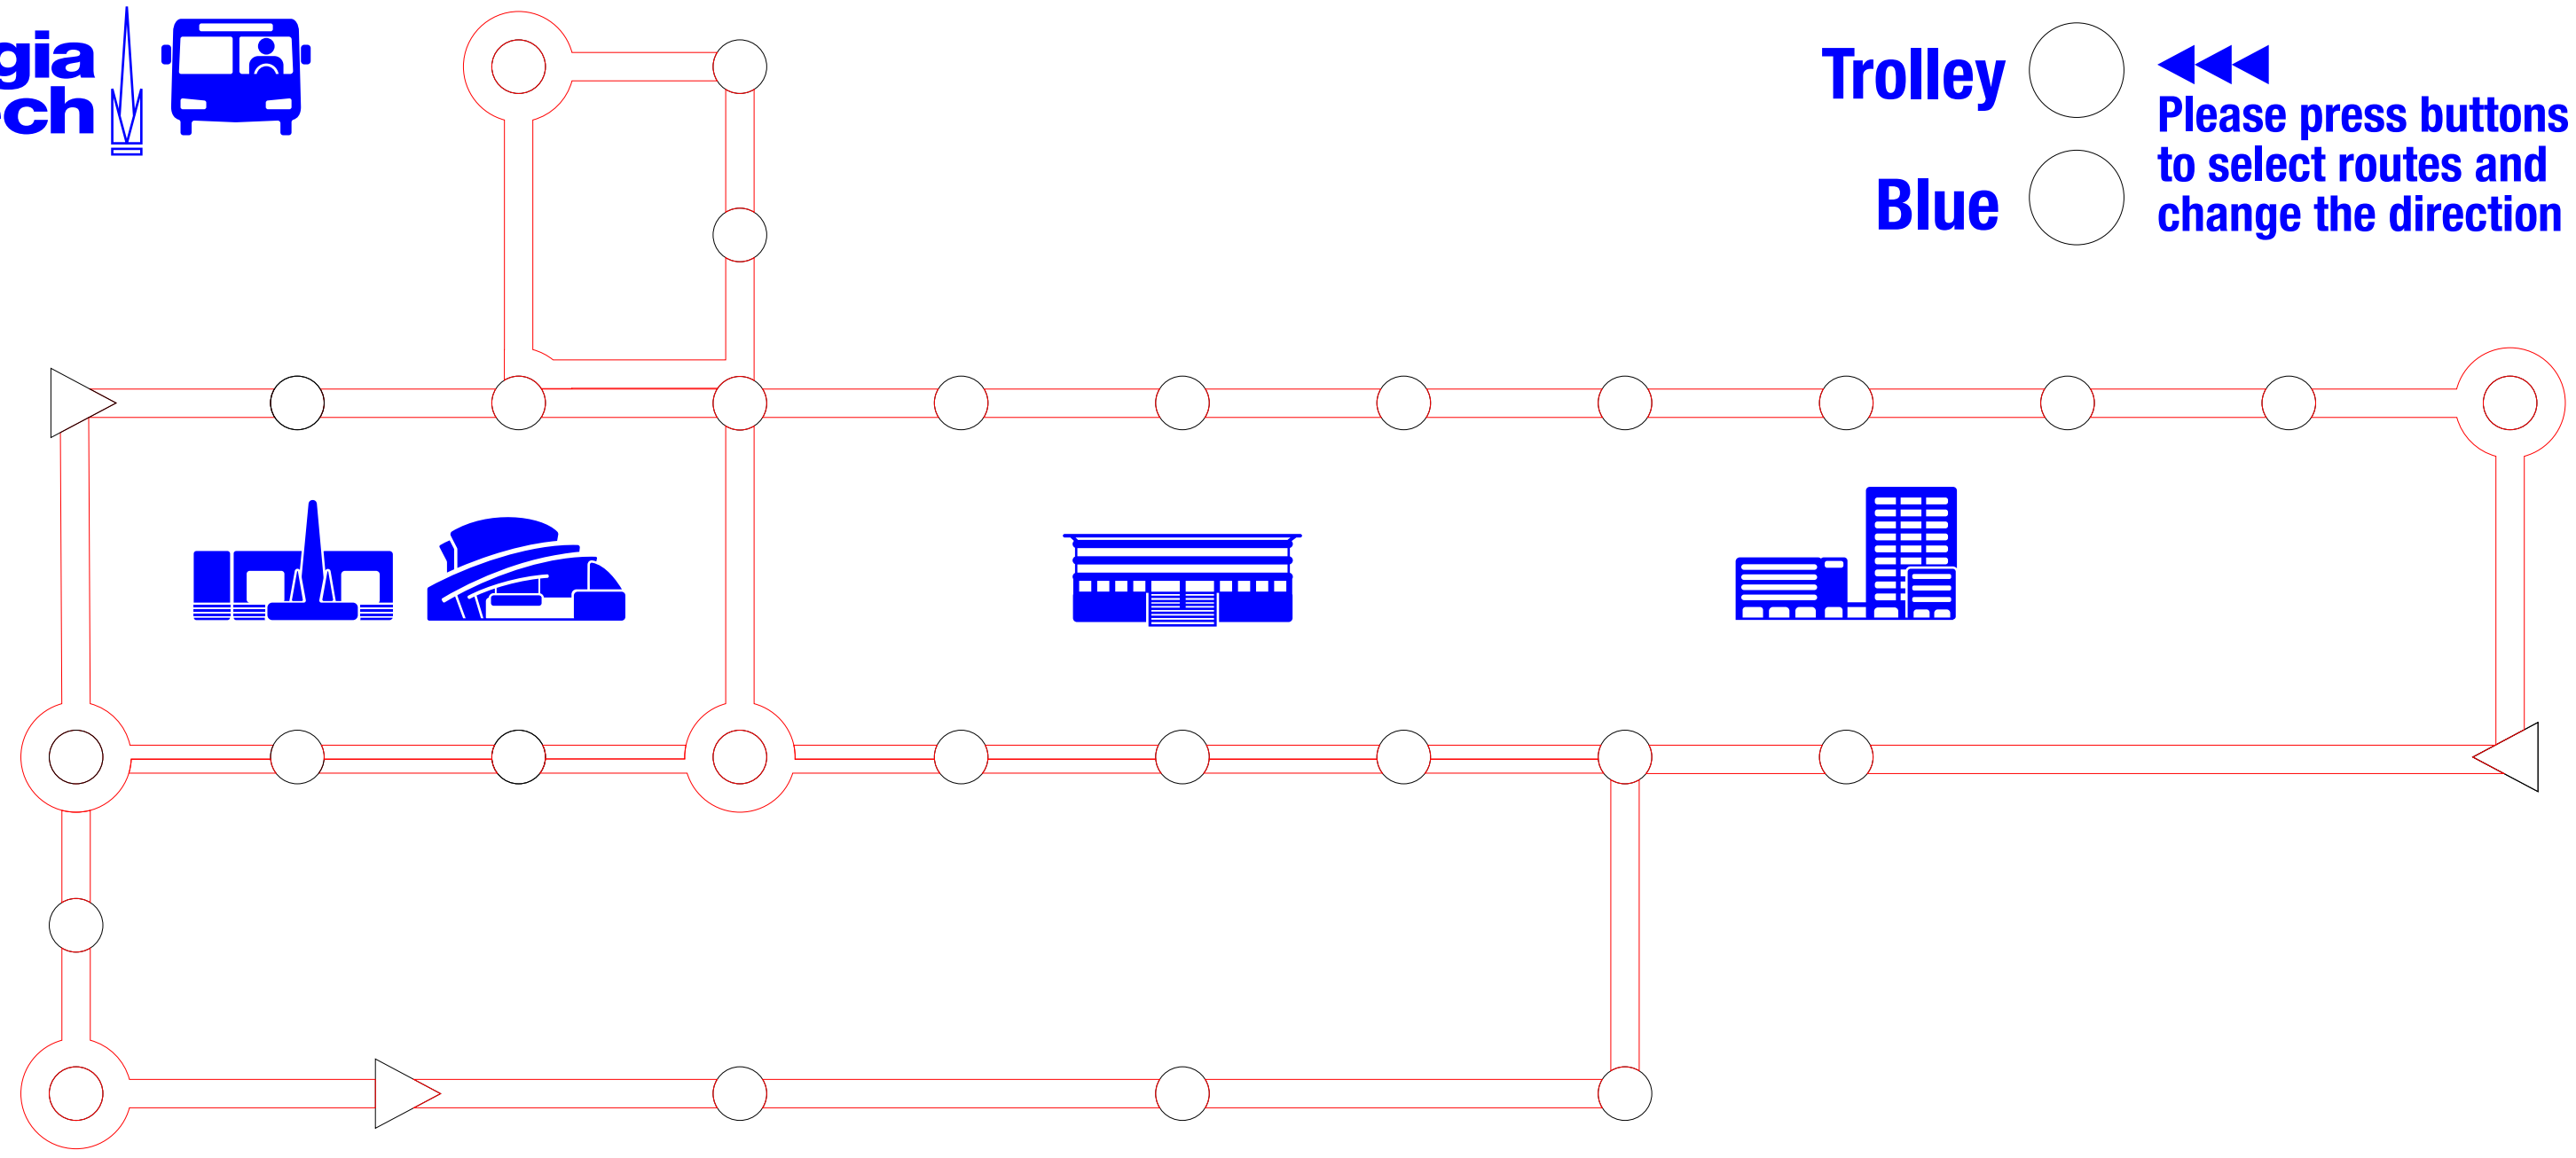 gia
ch
Trolley
Blue
Please press buttons
to select routes and
change the direction